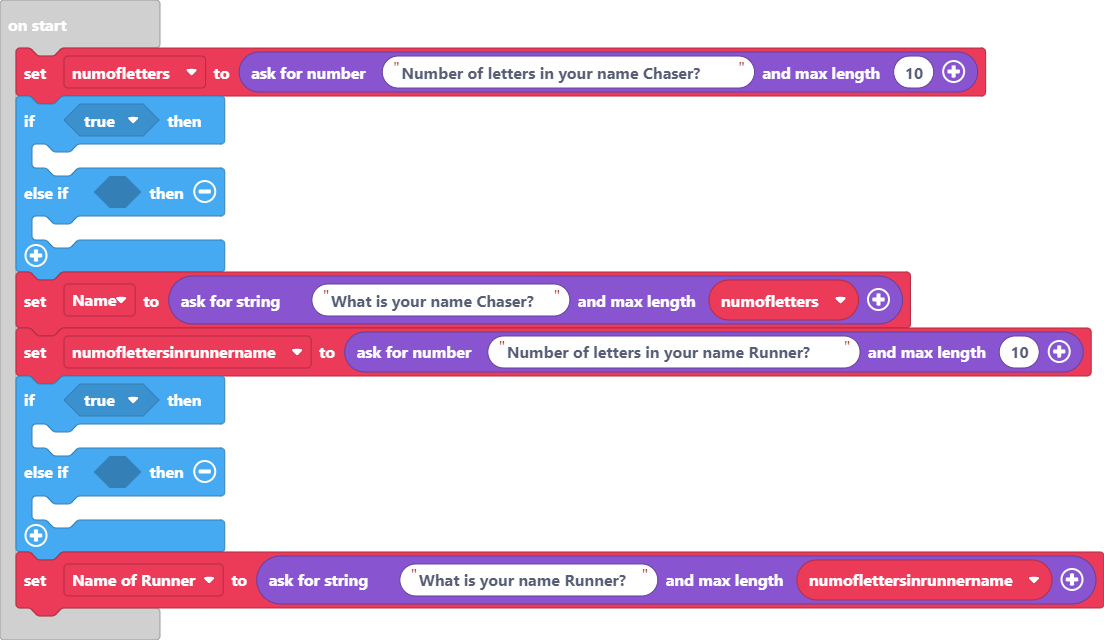 on start
set numofletters to ask for number "Number of letters in your name Chaser?" and max length 10
if true then
else if then
set Name to ask for string "What is your name Chaser?" and max length numofletters
set numoflettersinrunnername to ask for number "Number of letters in your name Runner?" and max length 10
if true then
else if then
set Name of Runner to ask for string "What is your name Runner?" and max length numoflettersinrunnername